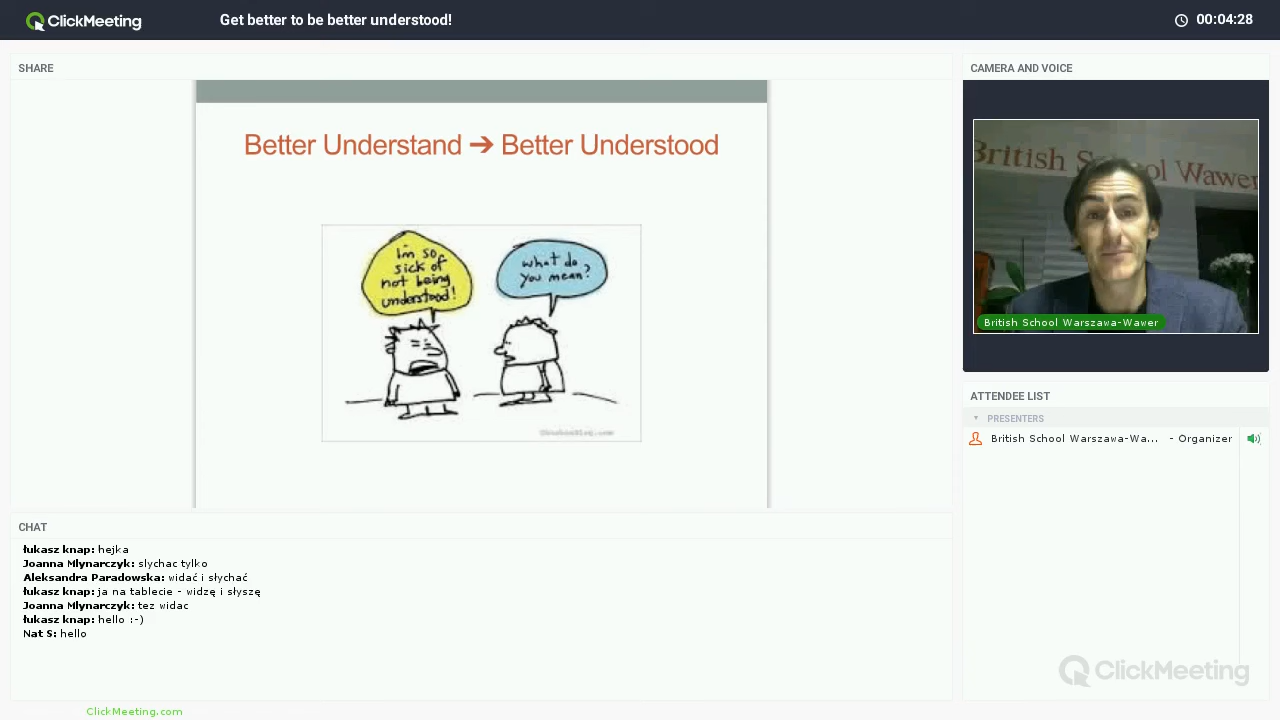 ClickMeeting
Get better to be better understood!
00:04:28
SHARE
Better Understand ➔ Better Understood
I'm so
sick of
not being
understood!
what do
you mean?
CAMERA AND VOICE
British School Wawer
British School Warszawa-Wawer
ATTENDEE LIST
PRESENTERS
British School Warszawa-Wa... - Organizer
CHAT
łukasz knap: hejka
Joanna Mlynarczyk: slychac tylko
Aleksandra Paradowska: widać i słychać
łukasz knap: ja na tablecie - widzę i słyszę
Joanna Mlynarczyk: tez widac
łukasz knap: hello :-)
Nat S: hello
ClickMeeting
ClickMeeting.com